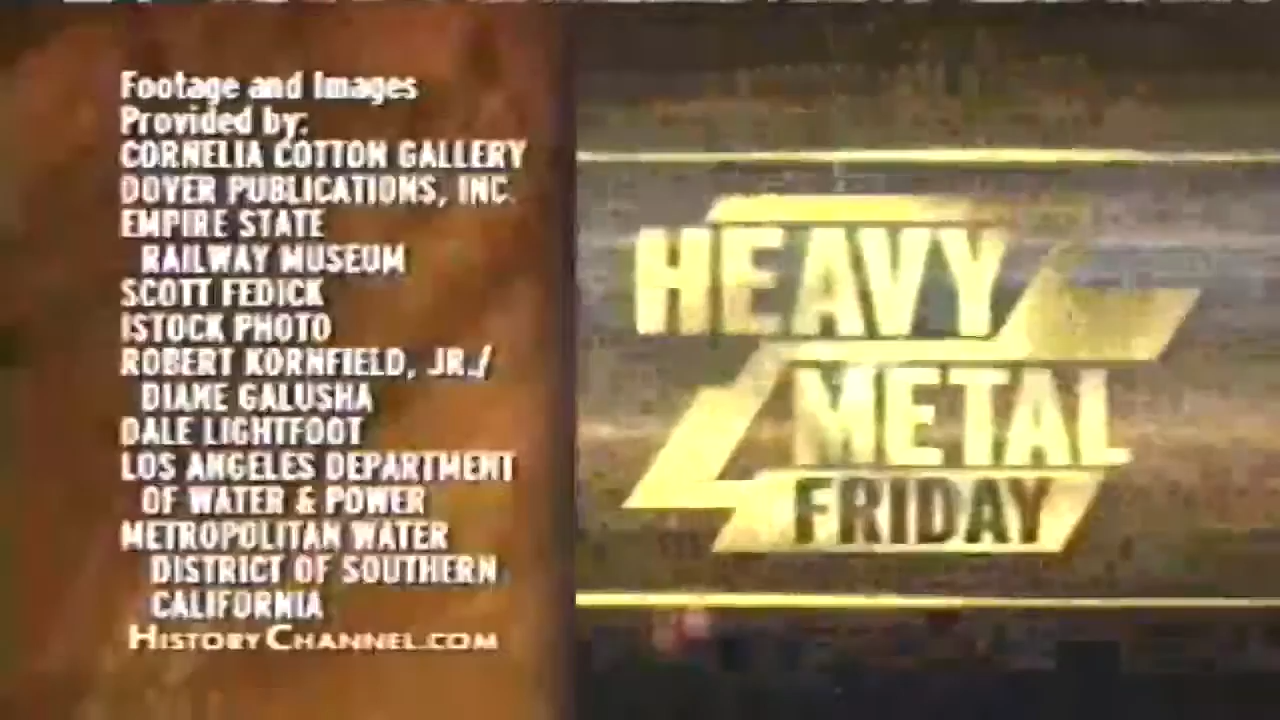 Footage and Images
Provided by:
CORNELIA COTTON GALLERY
DOVER PUBLICATIONS, INC.
EMPIRE STATE
RAILWAY MUSEUM
SCOTT FEDICK
ISTOCK PHOTO
ROBERT KORNFIELD, JR./
DIANE GALUSHA
DALE LIGHTFOOT
LOS ANGELES DEPARTMENT
OF WATER & POWER
METROPOLITAN WATER
DISTRICT OF SOUTHERN
CALIFORNIA
HISTORYCHANNEL.COM
HEAVY
METAL
FRIDAY